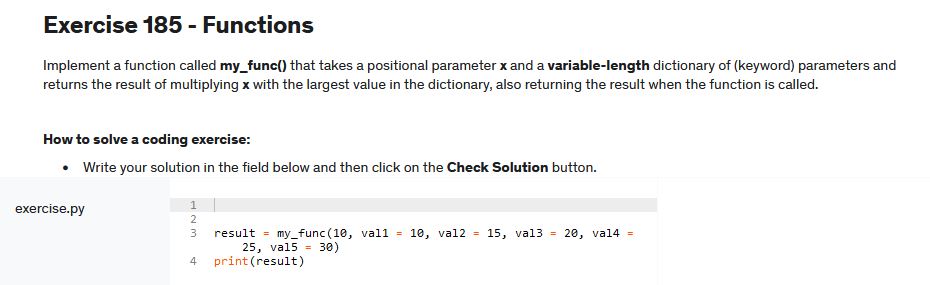 Exercise 185 - Functions
Implement a function called my_func() that takes a positional parameter x and a variable-length dictionary of (keyword) parameters and
returns the result of multiplying x with the largest value in the dictionary, also returning the result when the function is called.
How to solve a coding exercise:
• Write your solution in the field below and then click on the Check Solution button.
exercise.py
1
2
3 result = my_func(10, val1 = 10, val2 = 15, val3 = 20, val4 =
25, val5 = 30)
4 print(result)